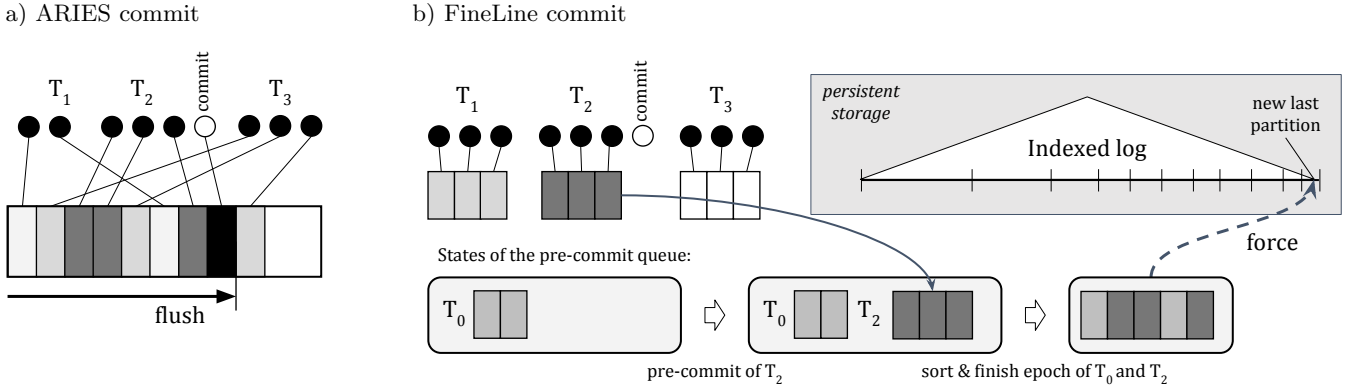 a) ARIES commit
T1
T2
commit
T3
flush
b) FineLine commit
T1
T2
commit
T3
persistent
storage
Indexed log
new last
partition
force
States of the pre-commit queue:
T0
T0
T2
pre-commit of T2
sort & finish epoch of T0 and T2